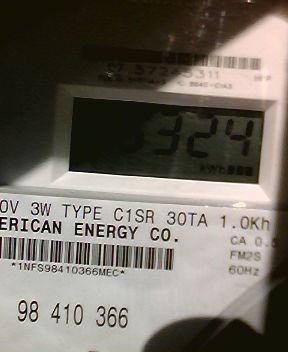 324
kWh
0V 3W TYPE C1SR 30TA 1.0Kh
ERICAN ENERGY CO.
CA 0.5
*1NFS98410366MEC*
FM2S
60Hz
98 410 366